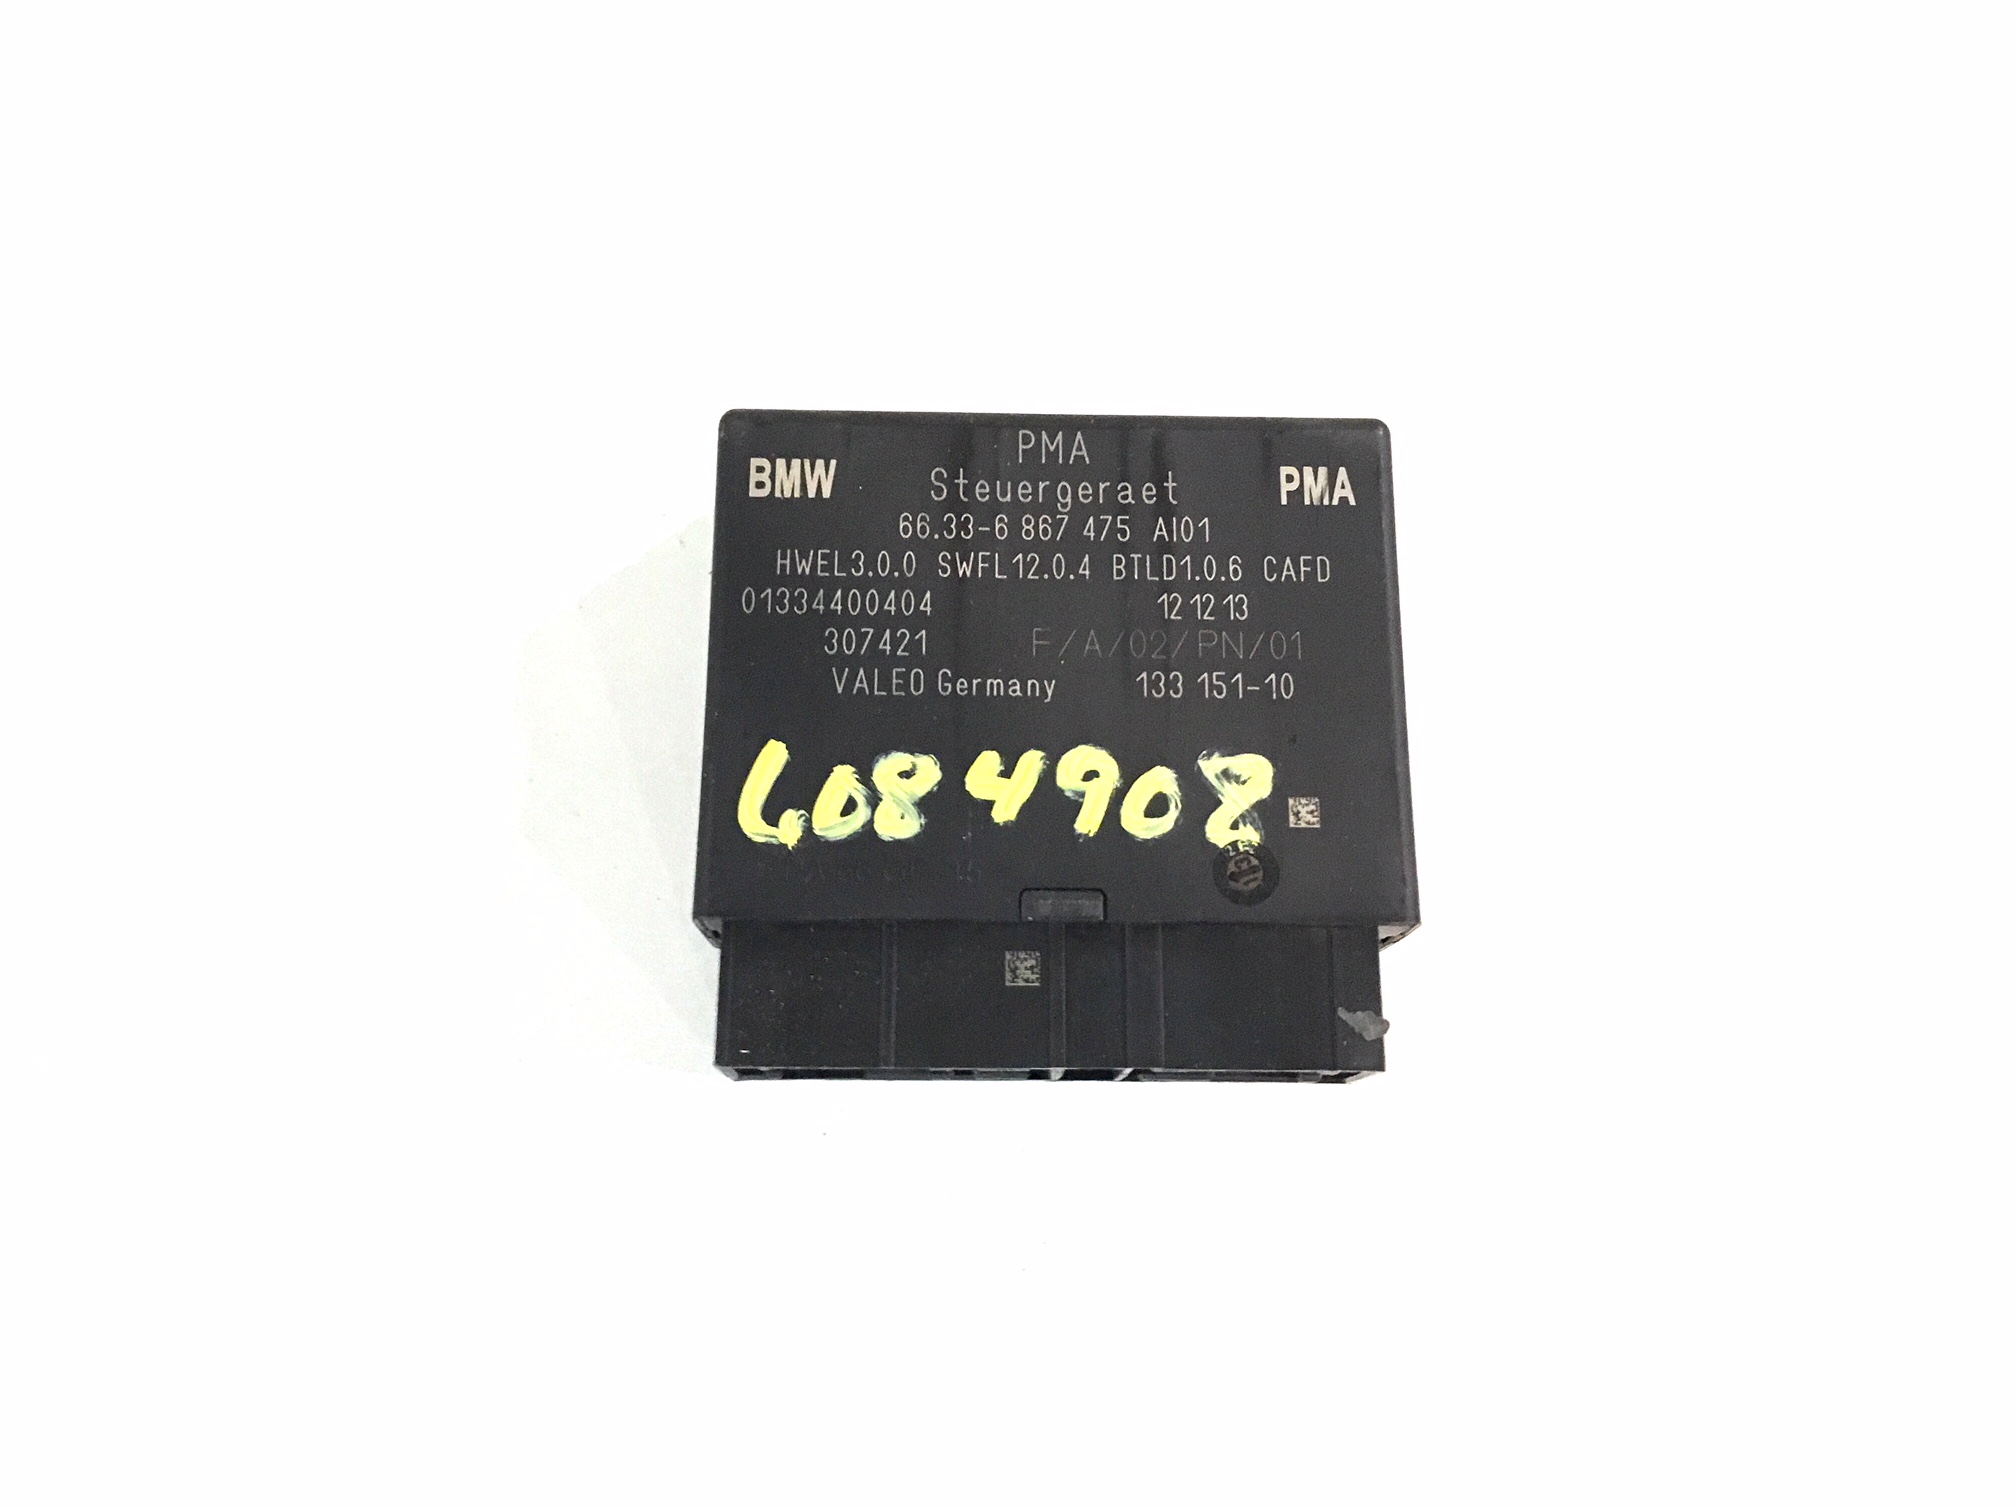 PMA
BMW Steuergeraet PMA
66.33-6 867 475 AI01
HWEL3.0.0 SWFL12.0.4 BTLD1.0.6 CAFD
01334400404 12 12 13
307421 F/A/02/PN/01
VALEO Germany 133 151-10
6084908